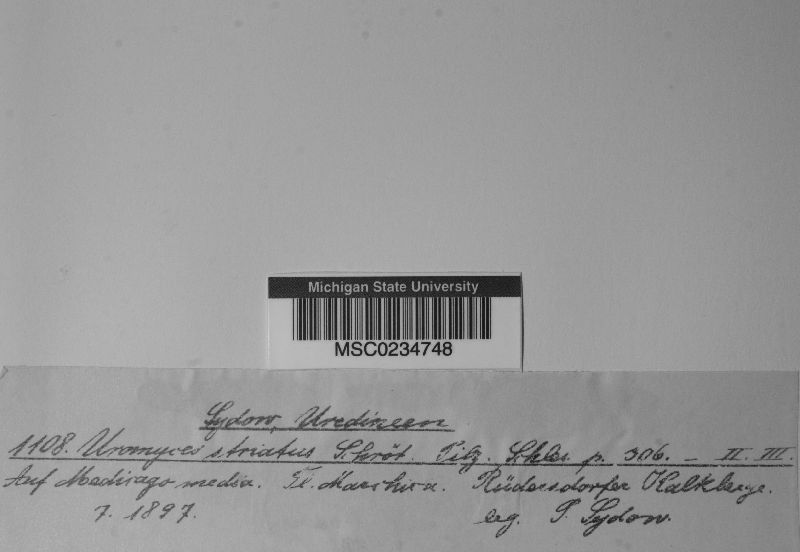 Michigan State University
MSC0234748
Sydow, Uredineen
1108. Uromyces striatus Schröt. Pilz. Schles p. 306. – II. III.
Auf Medicago media. Fl. Marchica. Rüdersdorfer Kalkberge.
7. 1897. leg. P. Sydow.